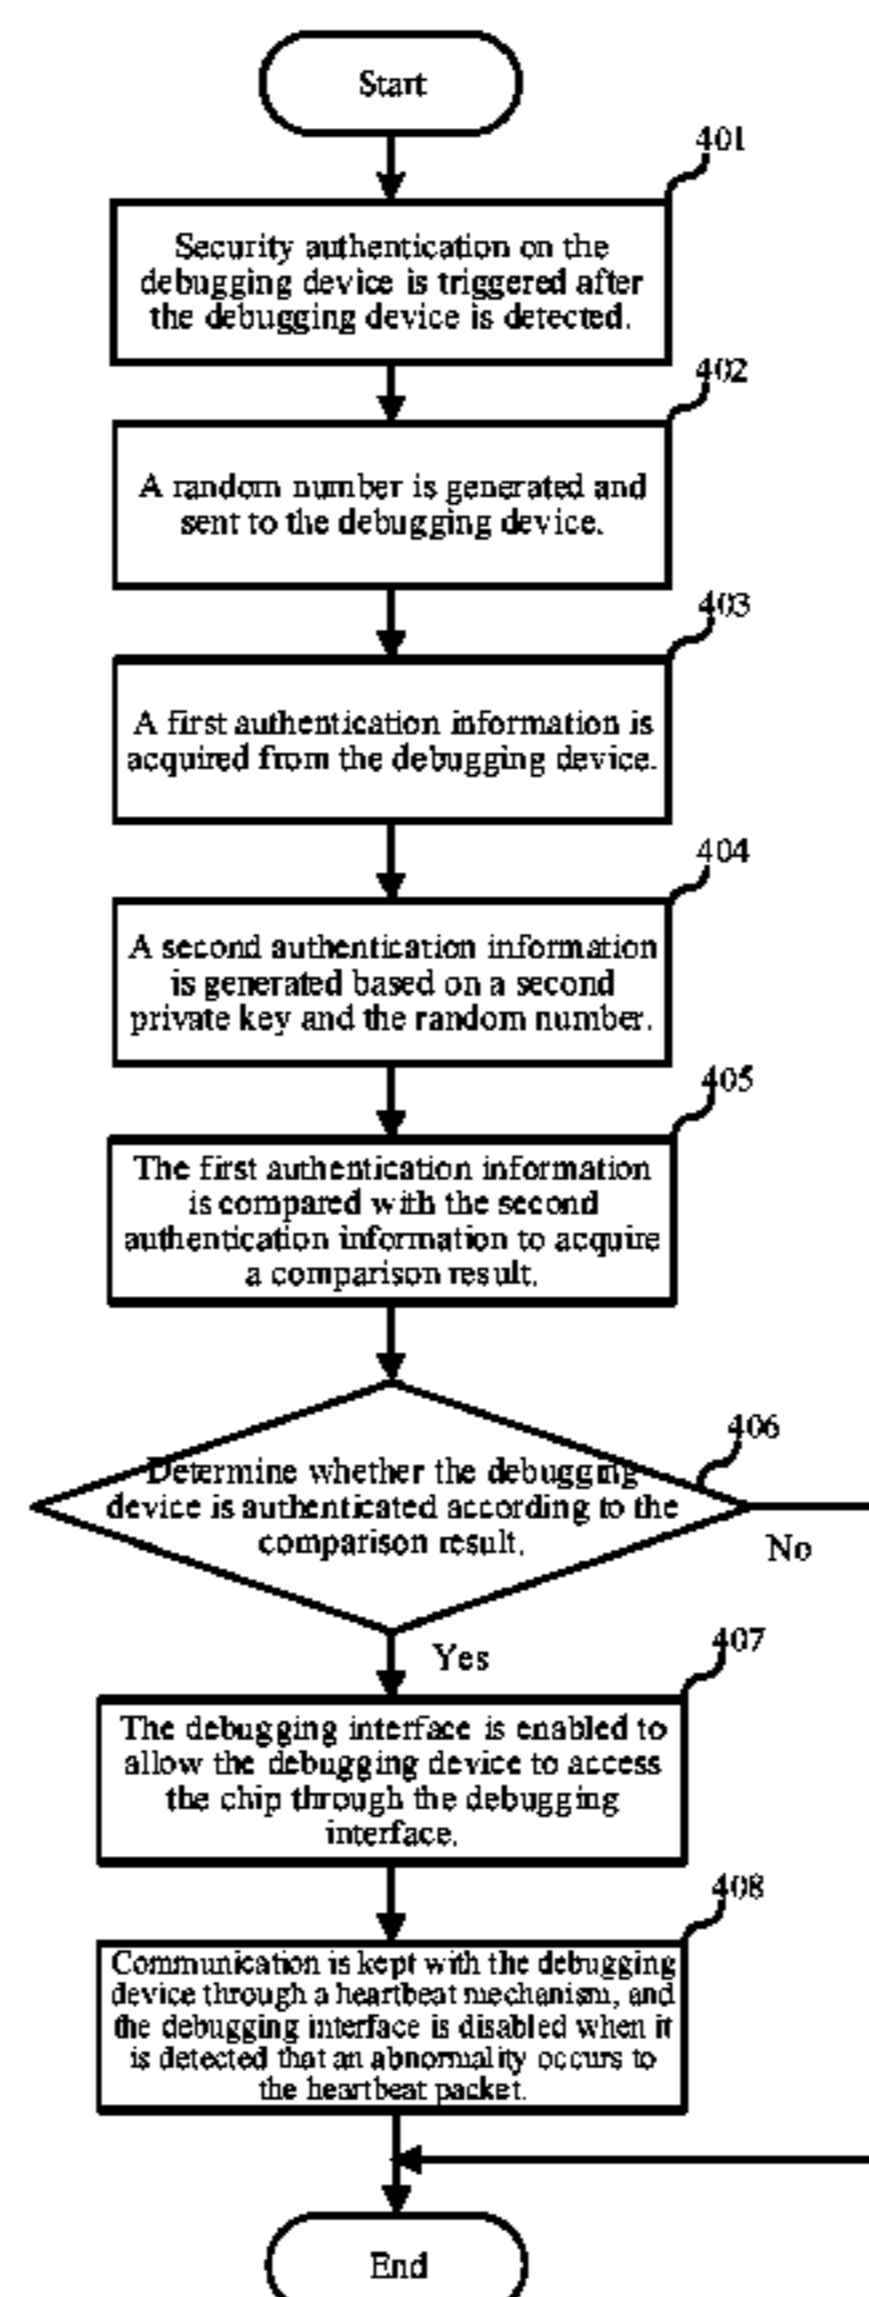 Start
401
Security authentication on the
debugging device is triggered after
the debugging device is detected.
402
A random number is generated and
sent to the debugging device.
403
A first authentication information is
acquired from the debugging device.
404
A second authentication information
is generated based on a second
private key and the random number.
405
The first authentication information
is compared with the second
authentication information to acquire
a comparison result.
406
Determine whether the debugging
device is authenticated according to the
comparison result.
No
Yes
407
The debugging interface is enabled to
allow the debugging device to access
the chip through the debugging
interface.
408
Communication is kept with the debugging
device through a heartbeat mechanism, and
the debugging interface is disabled when it
is detected that an abnormality occurs to
the heartbeat packet.
End